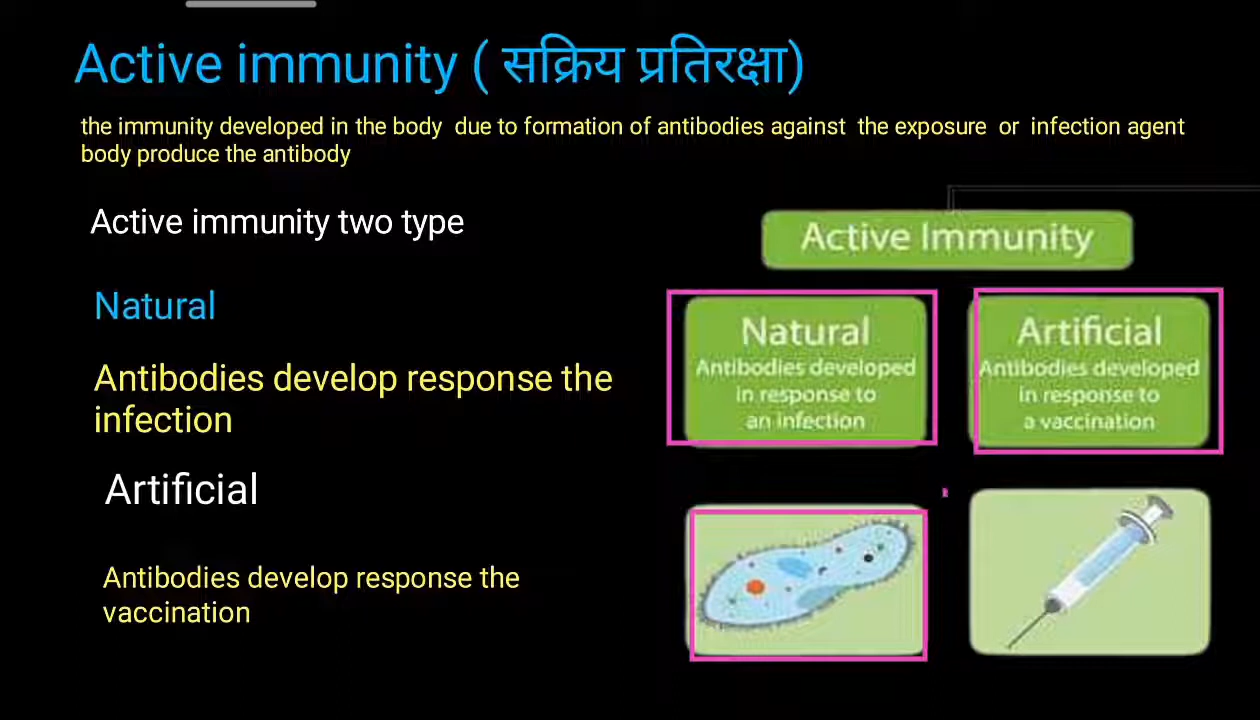 Active immunity ( सक्रिय प्रतिरक्षा)
the immunity developed in the body due to formation of antibodies against the exposure or infection agent
body produce the antibody
Active immunity two type
Natural
Antibodies develop response the
infection
Artificial
Antibodies develop response the
vaccination
Active Immunity
Natural
Antibodies developed
in response to
an infection
Artificial
Antibodies developed
in response to
a vaccination